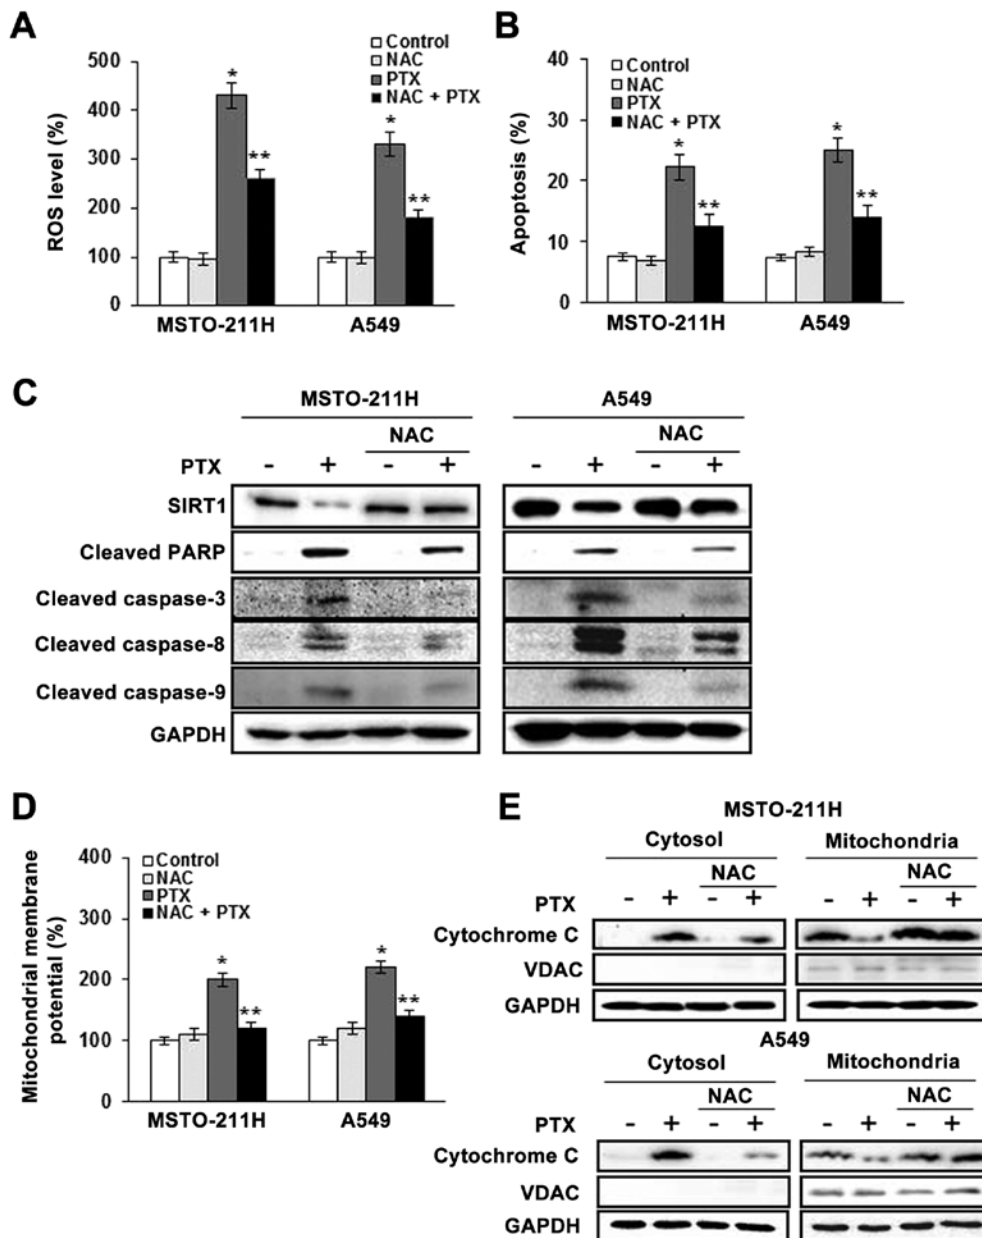 A
Control
NAC
PTX
NAC + PTX
ROS level (%)
500
400
300
200
100
0
* ** * **
MSTO-211H A549
B
Control
NAC
PTX
NAC + PTX
Apoptosis (%)
40
30
20
10
0
* ** * **
MSTO-211H A549
C
MSTO-211H A549
NAC NAC
PTX - + - + - + - +
SIRT1
Cleaved PARP
Cleaved caspase-3
Cleaved caspase-8
Cleaved caspase-9
GAPDH
D
Control
NAC
PTX
NAC + PTX
Mitochondrial membrane
potential (%)
400
300
200
100
0
* ** * **
MSTO-211H A549
E
MSTO-211H
Cytosol Mitochondria
NAC NAC
PTX - + - + - + - +
Cytochrome C
VDAC
GAPDH
A549
Cytosol Mitochondria
NAC NAC
PTX - + - + - + - +
Cytochrome C
VDAC
GAPDH